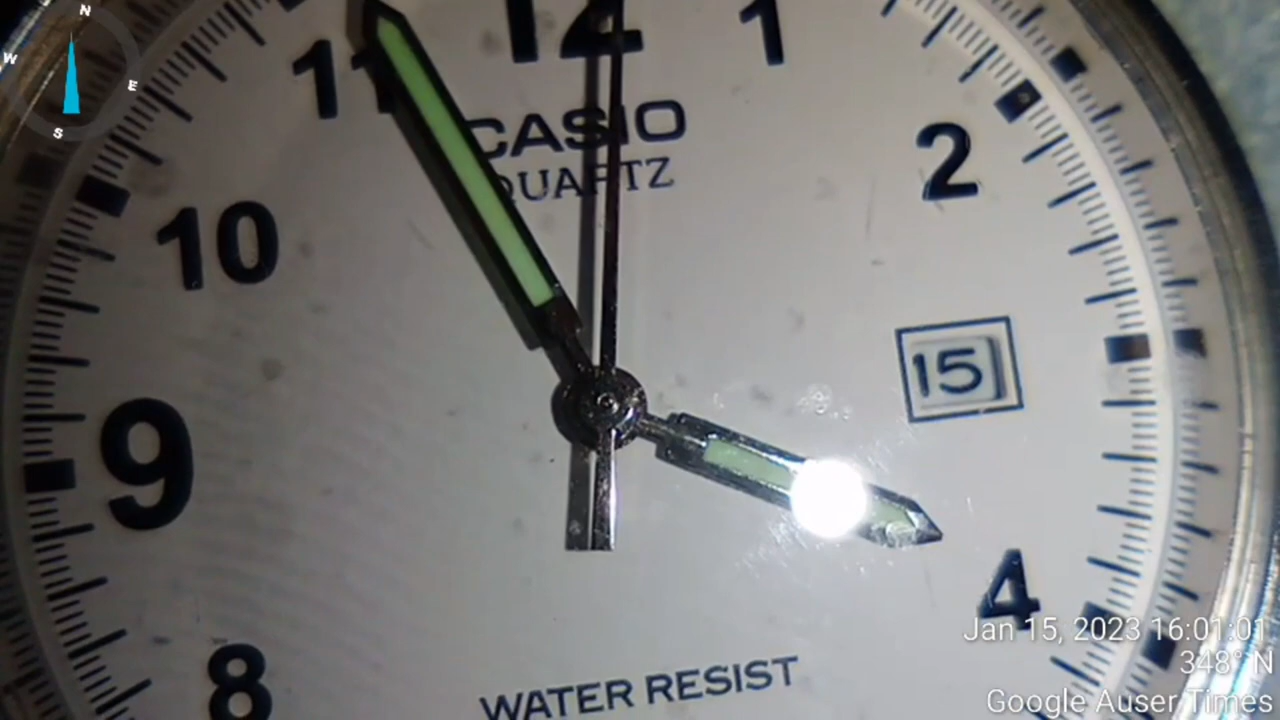 N
W
E
S
12
11
1
CASIO
QUARTZ
2
10
15
9
4
8
WATER RESIST
Jan 15, 2023 16:01:01
348° N
Google Auser Times